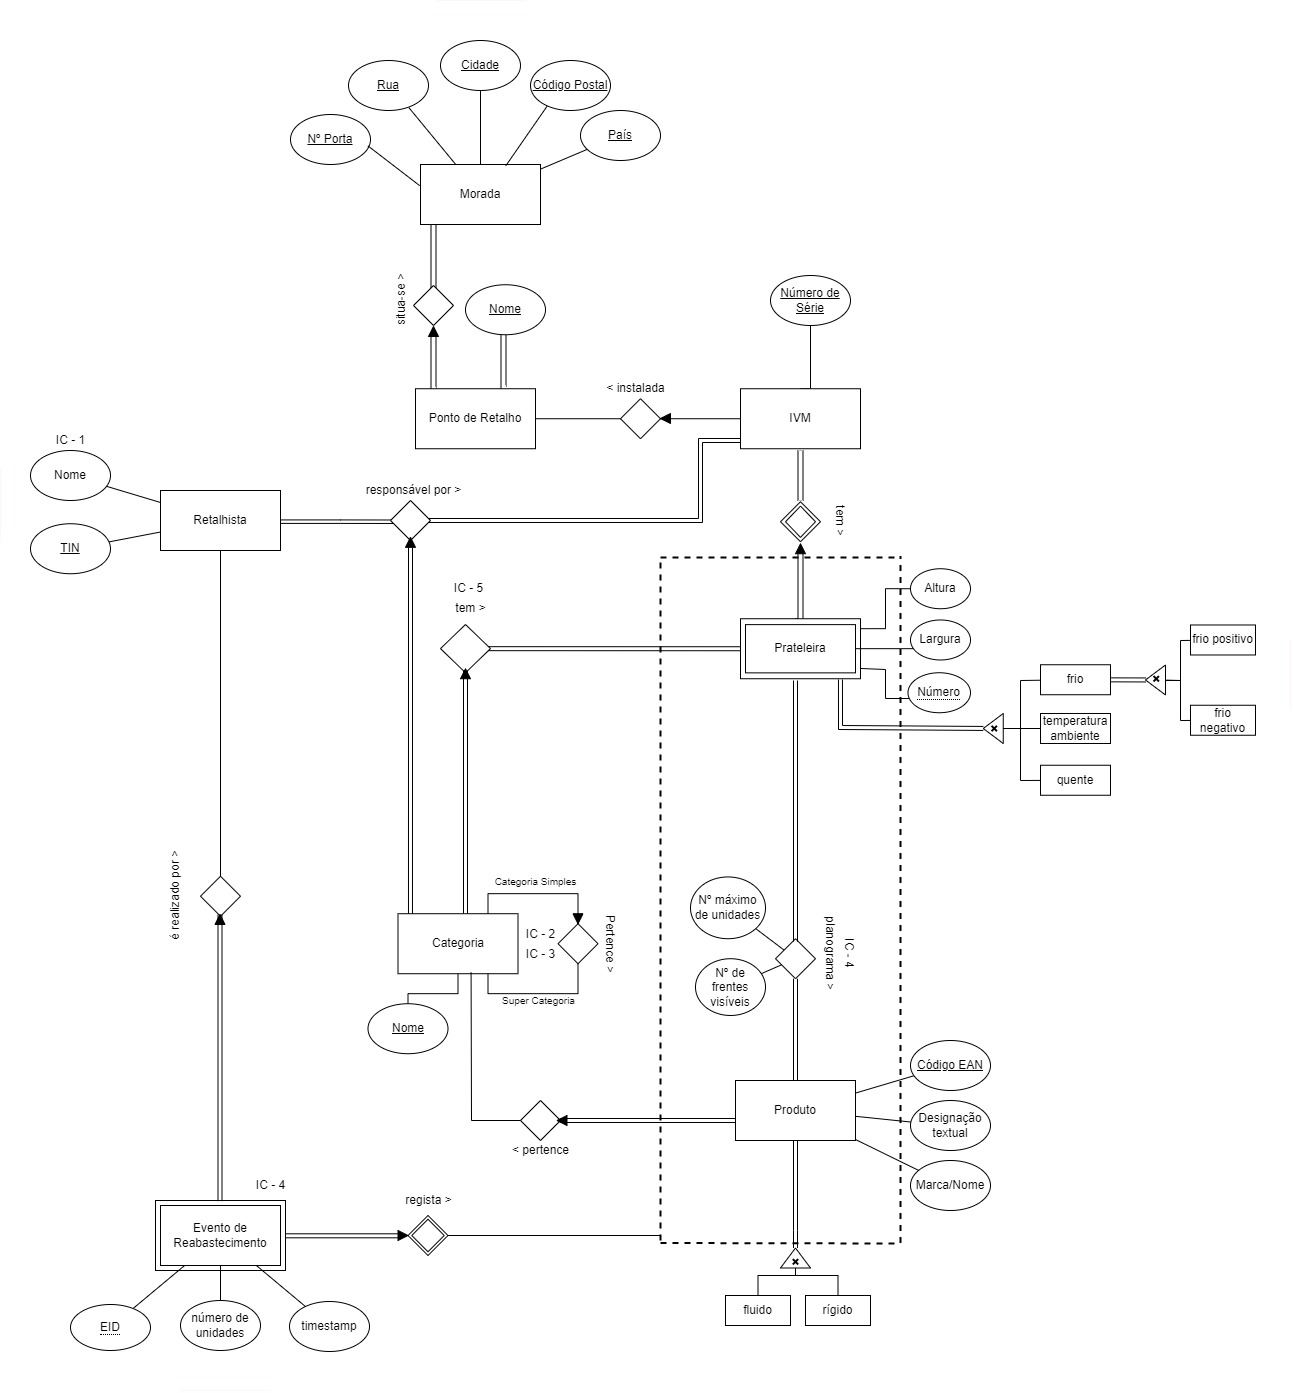 Cidade
Rua
Código Postal
Nº Porta
País
Morada
situa-se >
Nome
Número de
Série
< instalada
Ponto de Retalho
IVM
IC - 1
Nome
responsável por >
Retalhista
TIN
tem >
IC - 5
tem >
Altura
Largura
Prateleira
Número
frio positivo
frio
frio
negativo
temperatura
ambiente
quente
é realizado por >
Categoria Simples
Nº máximo
de unidades
Categoria
IC - 2
IC - 3
Pertence >
IC - 4
planograma >
Nº de
frentes
visíveis
Super Categoria
Nome
Código EAN
Produto
Designação
textual
< pertence
Marca/Nome
IC - 4
regista >
Evento de
Reabastecimento
EID
número de
unidades
timestamp
fluido
rígido